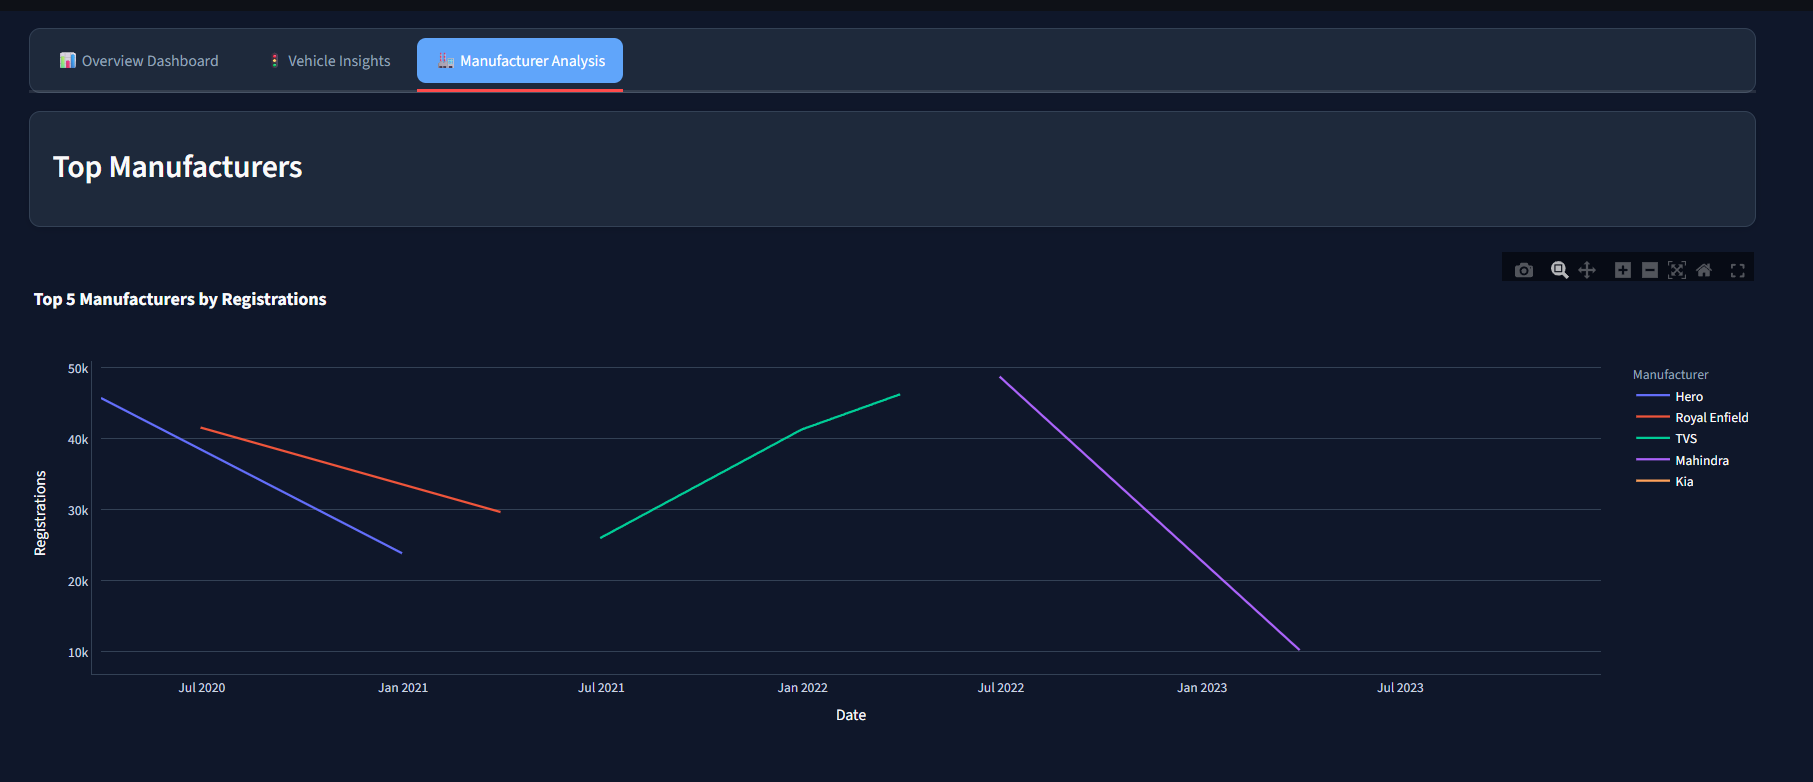 📊 Overview Dashboard
🚦 Vehicle Insights
🏭 Manufacturer Analysis
Top Manufacturers
Top 5 Manufacturers by Registrations
50k
40k
30k
20k
10k
Registrations
Jul 2020
Jan 2021
Jul 2021
Jan 2022
Jul 2022
Jan 2023
Jul 2023
Date
Manufacturer
Hero
Royal Enfield
TVS
Mahindra
Kia